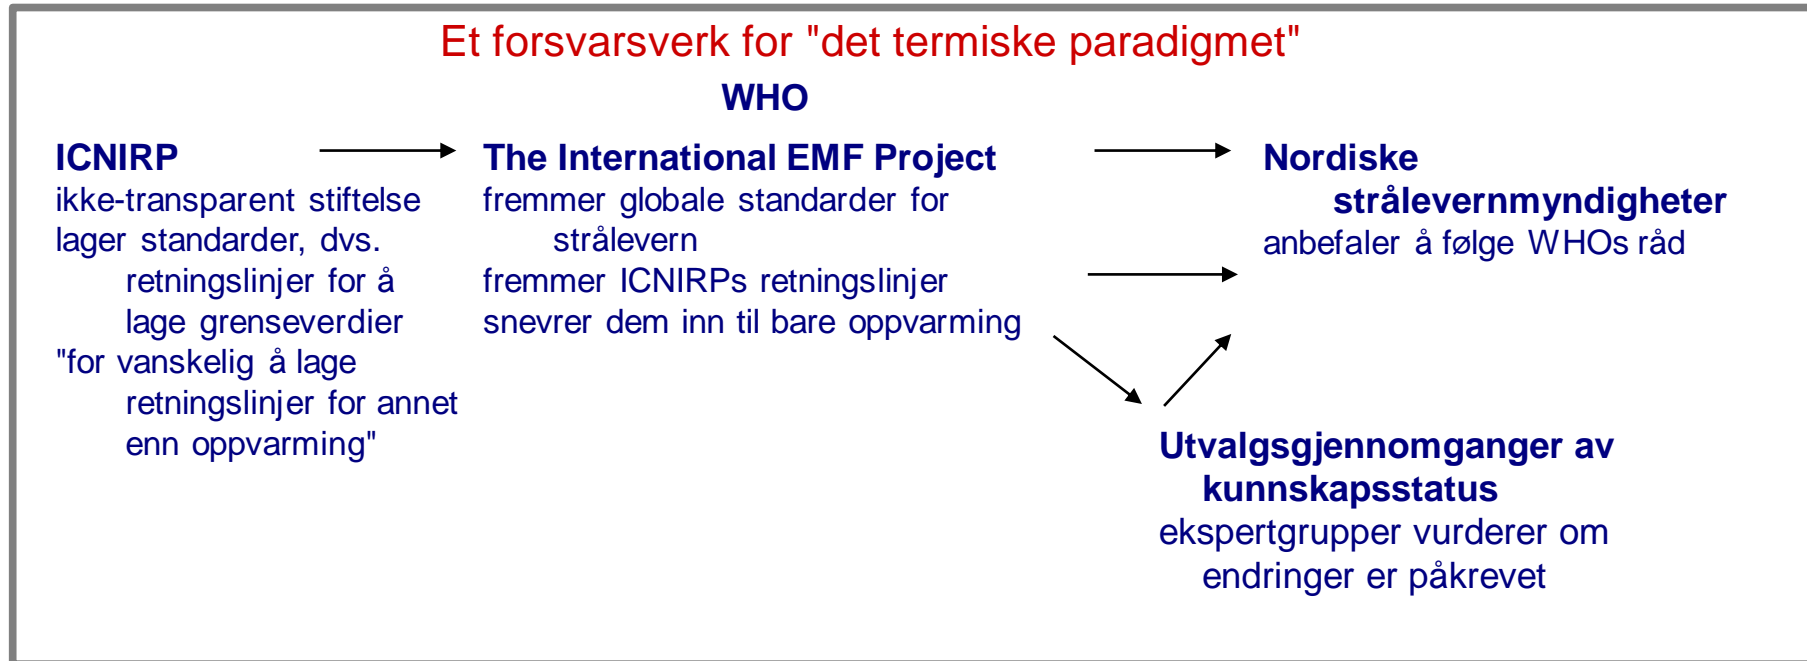 Et forsvarsverk for "det termiske paradigmet"
WHO
ICNIRP
ikke-transparent stiftelse
lager standarder, dvs.
retningslinjer for å
lage grenseverdier
"for vanskelig å lage
retningslinjer for annet
enn oppvarming"
The International EMF Project
fremmer globale standarder for
strålevern
fremmer ICNIRPs retningslinjer
snevrer dem inn til bare oppvarming
Nordiske
strålevernmyndigheter
anbefaler å følge WHOs råd
Utvalgsgjennomganger av
kunnskapsstatus
ekspertgrupper vurderer om
endringer er påkrevet